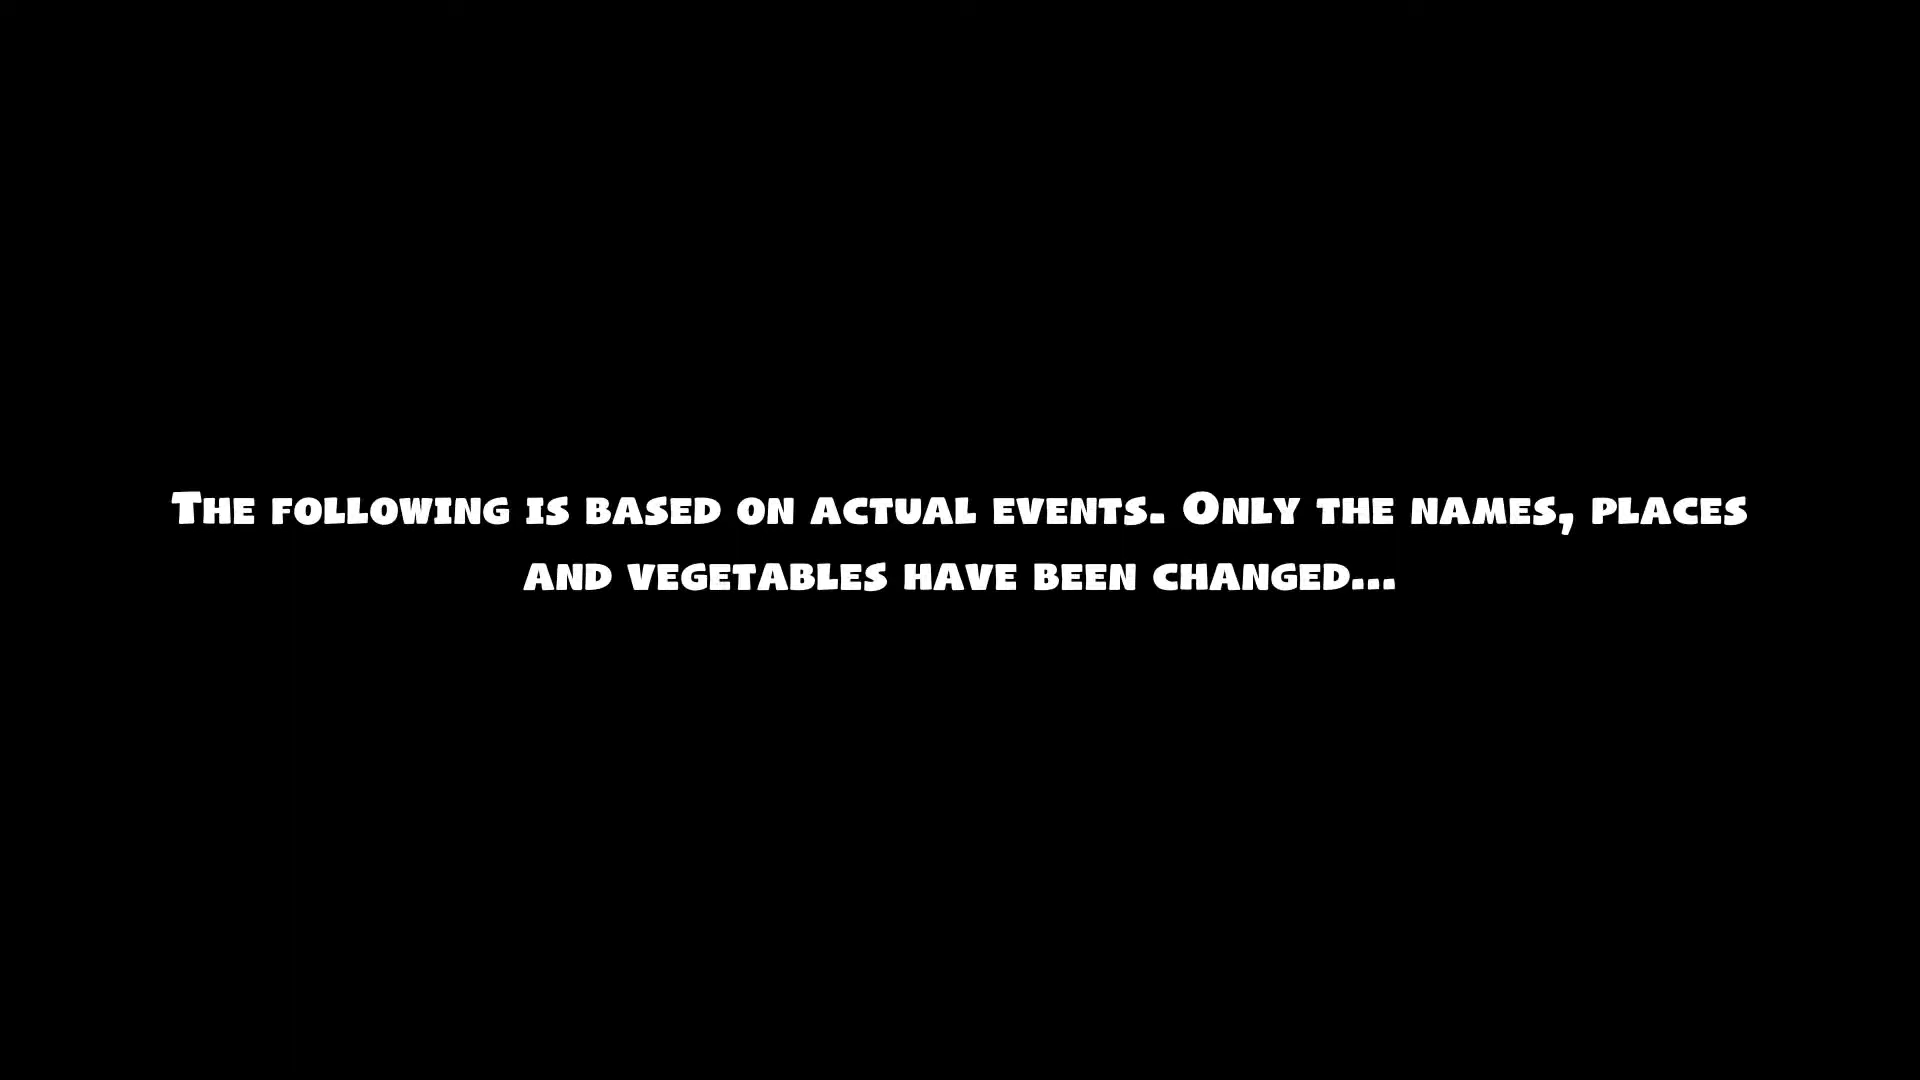 The following is based on actual events. Only the names, places
and vegetables have been changed...